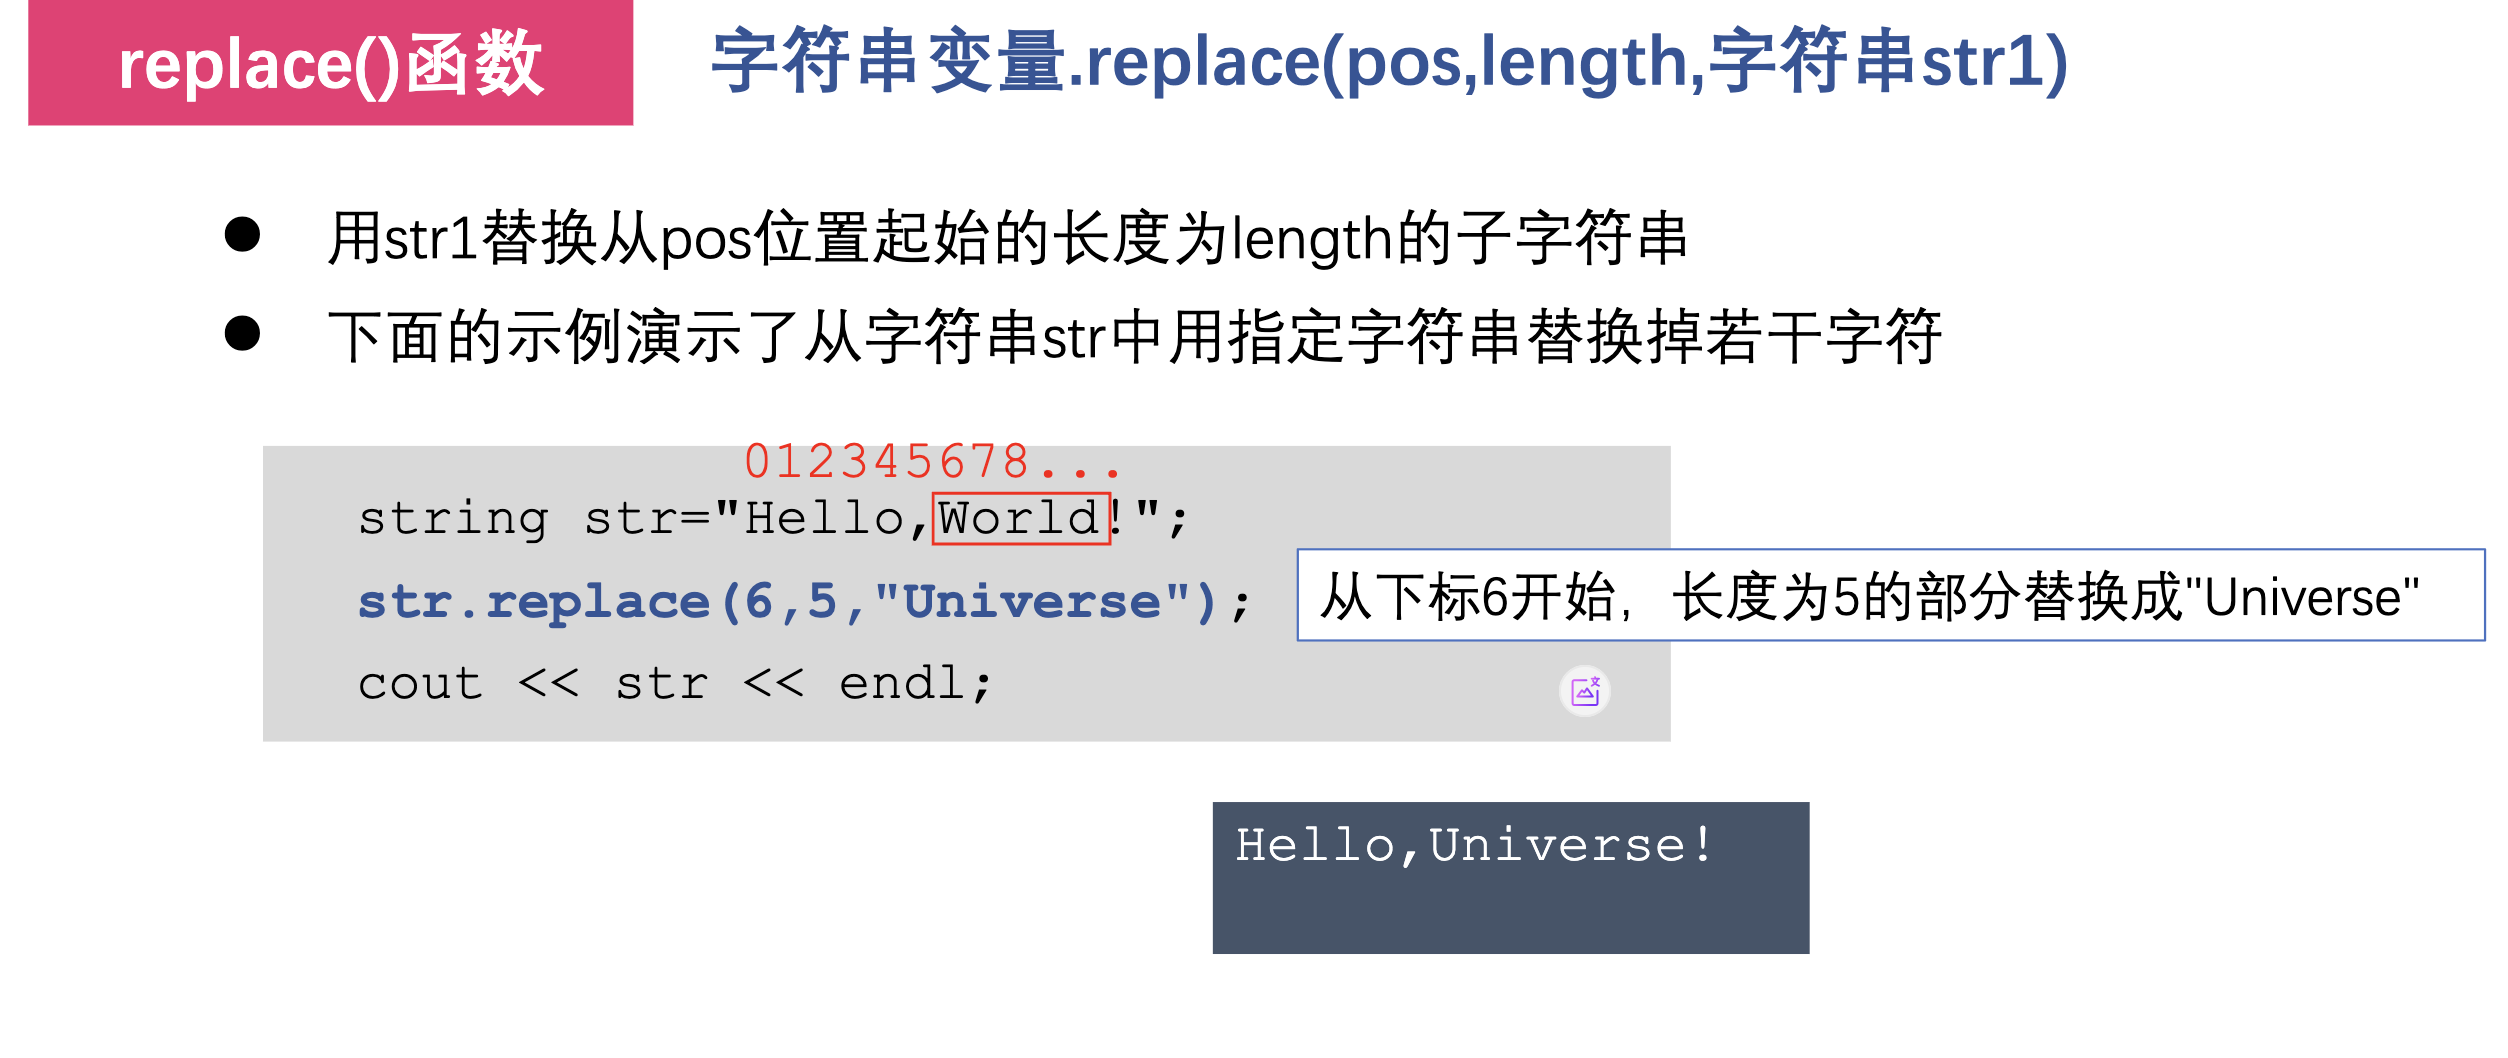 replace()函数
字符串变量.replace(pos,length,字符串str1)
用str1替换从pos位置起始的长度为length的子字符串
下面的示例演示了从字符串str中用指定字符串替换掉若干字符
012345678...
string str="Hello,World!";
str.replace(6,5,"Universe");
从下标6开始,长度为5的部分替换成"Universe"
cout << str << endl;
Hello,Universe!